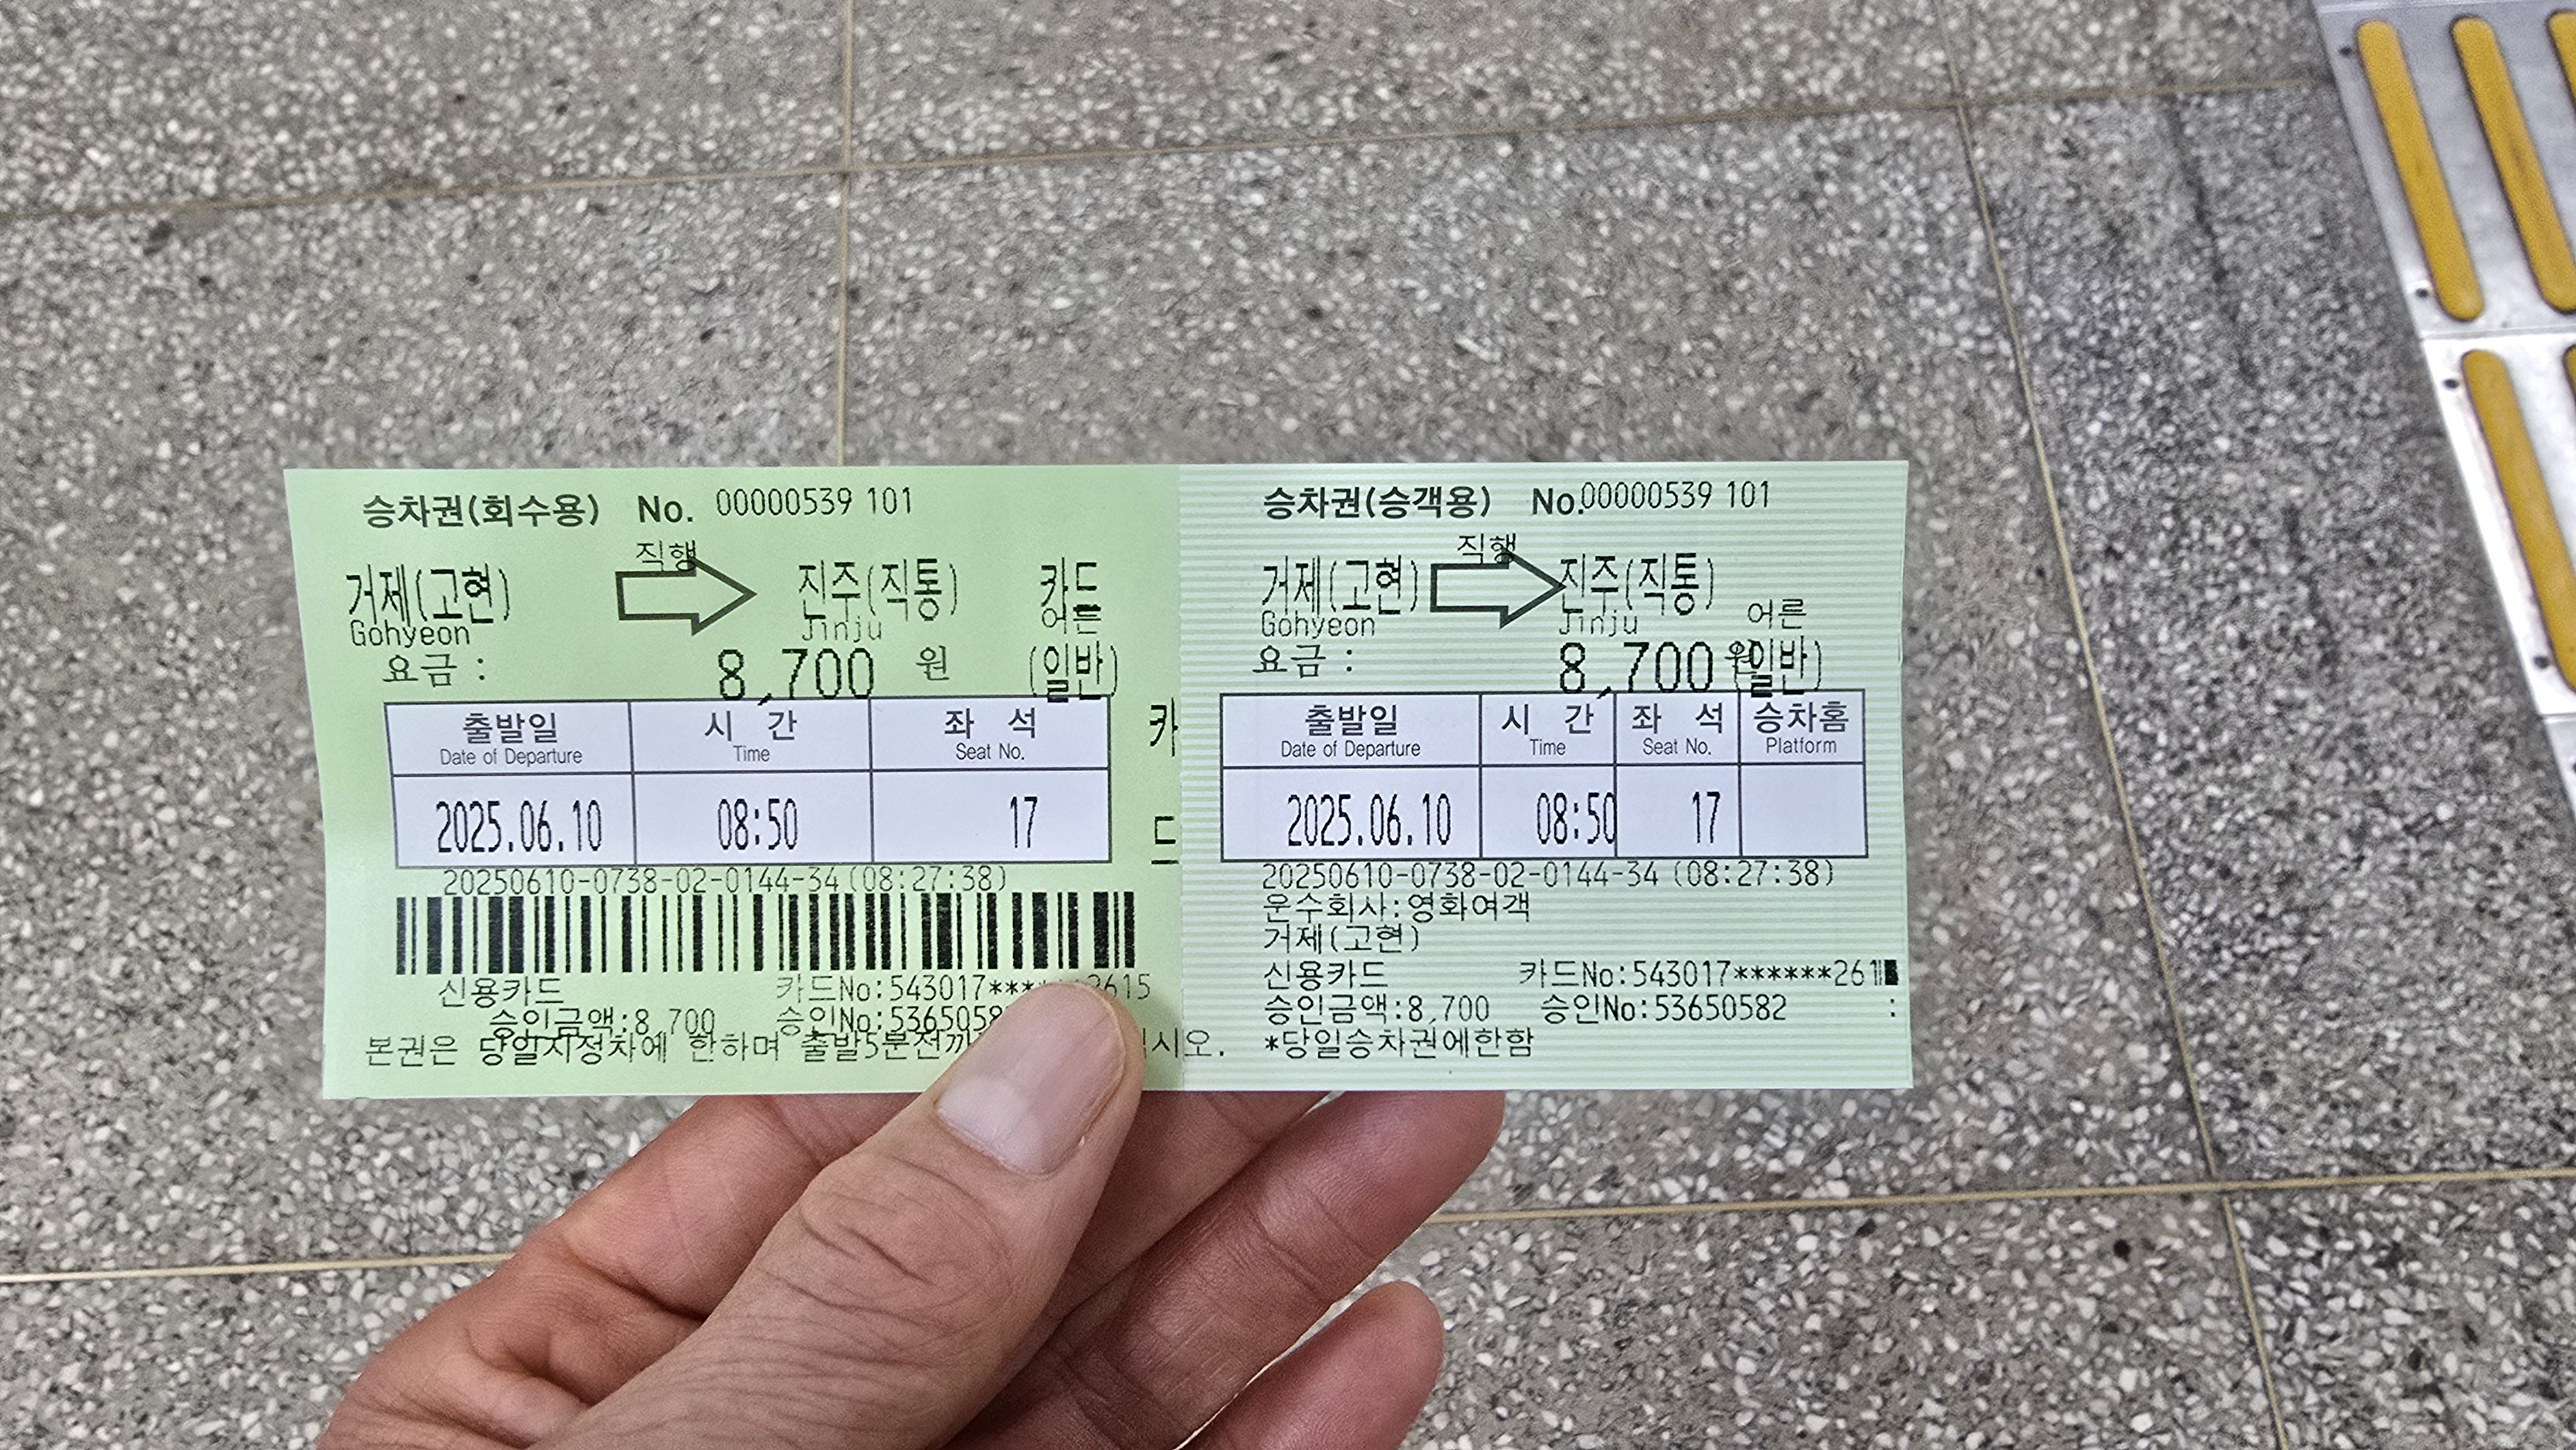 승차권(회수용) No. 00000539 101
직행
거제(고현) 진주(직통) 카드
Gohyeon Jinju 어른
요금 : 8,700 원 (일반)
출발일 시 간 좌 석
Date of Departure Time Seat No.
2025.06.10 08:50 17
카드
20250610-0738-02-0144-34(08:27:38)
신용카드 카드No:543017*** 2615
승인금액:8,700 승인No:5365058
본권은 당일지정차에 한하며 출발5분전까 시오.
승차권(승객용) No.00000539 101
직행
거제(고현) 진주(직통)
Gohyeon Jinju 어른
요금 : 8,700 원 (일반)
출발일 시 간 좌 석 승차홈
Date of Departure Time Seat No. Platform
2025.06.10 08:50 17
20250610-0738-02-0144-34(08:27:38)
운수회사:영화여객
거제(고현)
신용카드 카드No:543017******261
승인금액:8,700 승인No:53650582 :
*당일승차권에한함